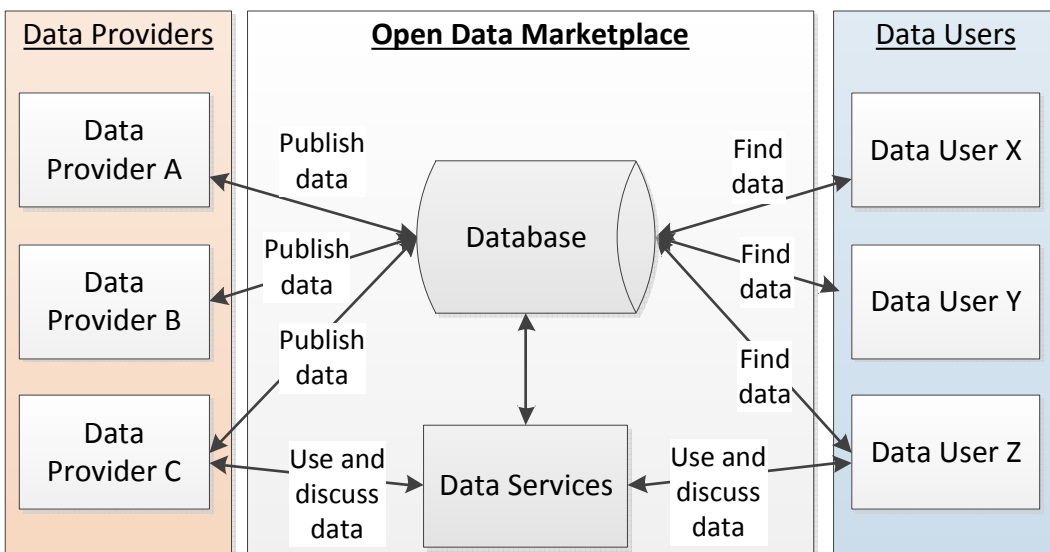 Data Providers
Open Data Marketplace
Data Users
Data
Provider A
Publish
data
Find
data
Data User X
Database
Data
Provider B
Publish
data
Find
data
Data User Y
Publish
data
Find
data
Data
Provider C
Use and
discuss
data
Data Services
Use and
discuss
data
Data User Z